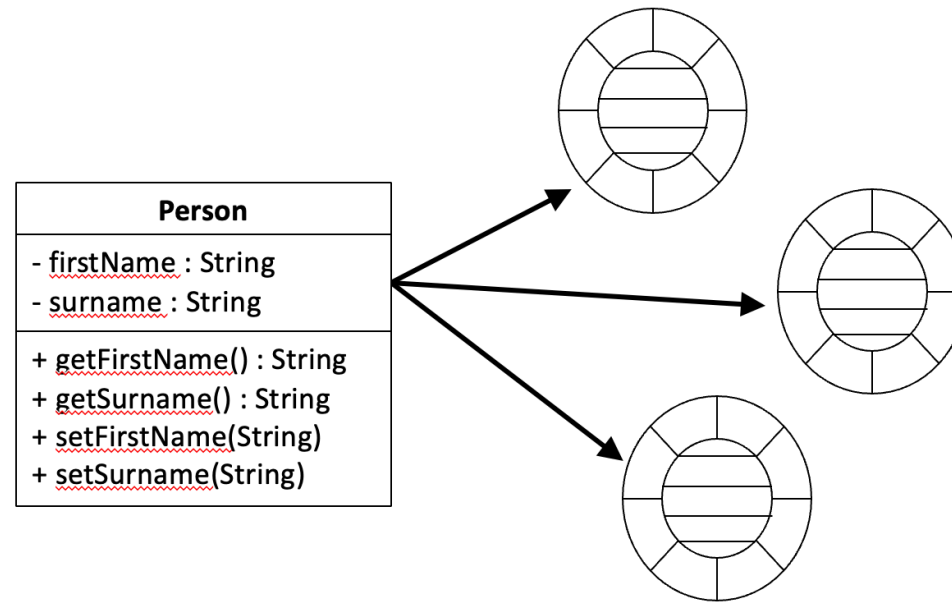 Person
- firstName : String
- surname : String
+ getFirstName() : String
+ getSurname() : String
+ setFirstName(String)
+ setSurname(String)